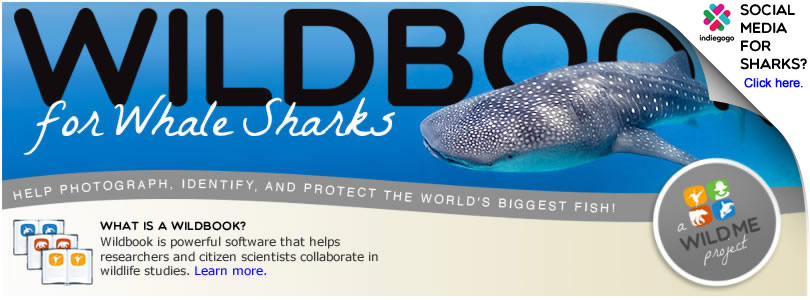 WILDBOO
for Whale Sharks
HELP PHOTOGRAPH, IDENTIFY, AND PROTECT THE WORLD'S BIGGEST FISH!
WHAT IS A WILDBOOK?
Wildbook is powerful software that helps
researchers and citizen scientists collaborate in
wildlife studies. Learn more.
indiegogo
SOCIAL
MEDIA
FOR
SHARKS?
Click here.
a
WILD ME
project